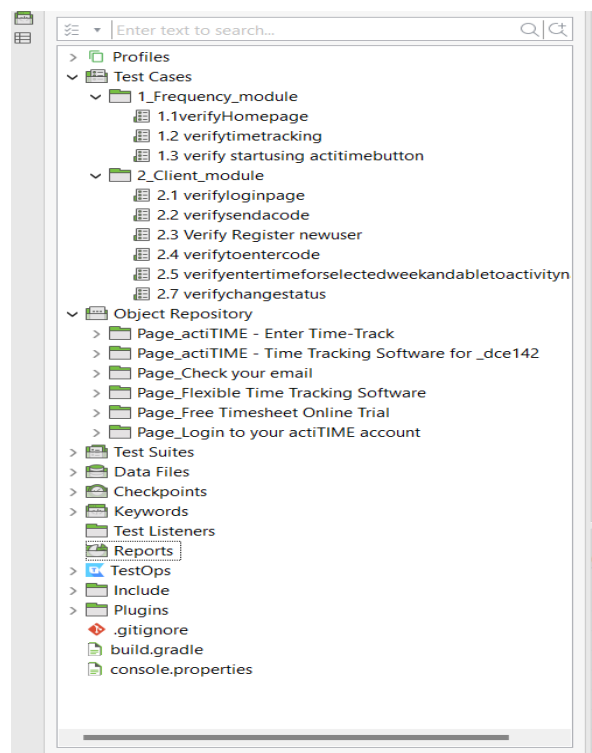 Enter text to search...
Profiles
Test Cases
1_Frequency_module
1.1verifyHomepage
1.2 verifytimetracking
1.3 verify startusing actitimebutton
2_Client_module
2.1 verifyloginpage
2.2 verifysendacode
2.3 Verify Register newuser
2.4 verifytoentercode
2.5 verifyentertimeforselectedweekandabletoactivityn
2.7 verifychangestatus
Object Repository
Page_actiTIME - Enter Time-Track
Page_actiTIME - Time Tracking Software for _dce142
Page_Check your email
Page_Flexible Time Tracking Software
Page_Free Timesheet Online Trial
Page_Login to your actiTIME account
Test Suites
Data Files
Checkpoints
Keywords
Test Listeners
Reports
TestOps
Include
Plugins
.gitignore
build.gradle
console.properties